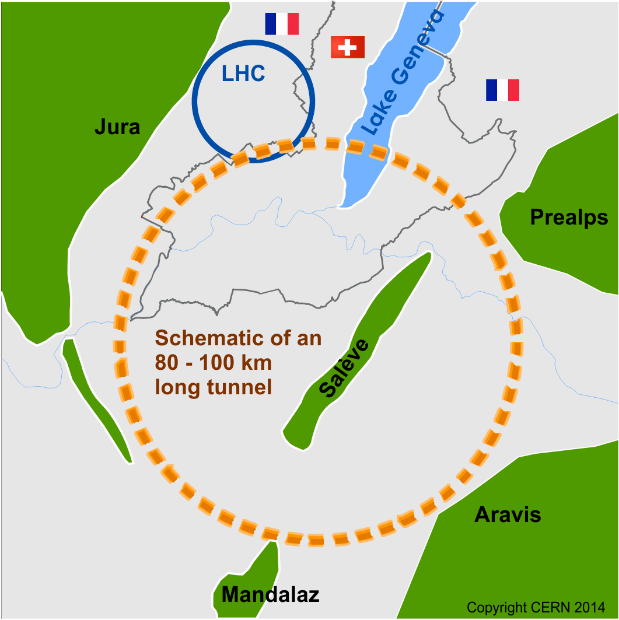 LHC
Lake Geneva
Jura
Prealps
Schematic of an
80 - 100 km
long tunnel
Salève
Aravis
Mandalaz
Copyright CERN 2014